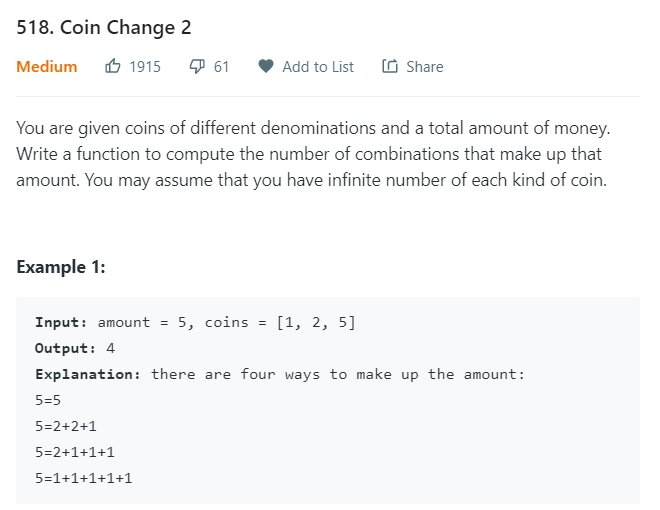 518. Coin Change 2
Medium 1915 61 Add to List Share
You are given coins of different denominations and a total amount of money.
Write a function to compute the number of combinations that make up that
amount. You may assume that you have infinite number of each kind of coin.
Example 1:
Input: amount = 5, coins = [1, 2, 5]
Output: 4
Explanation: there are four ways to make up the amount:
5=5
5=2+2+1
5=2+1+1+1
5=1+1+1+1+1